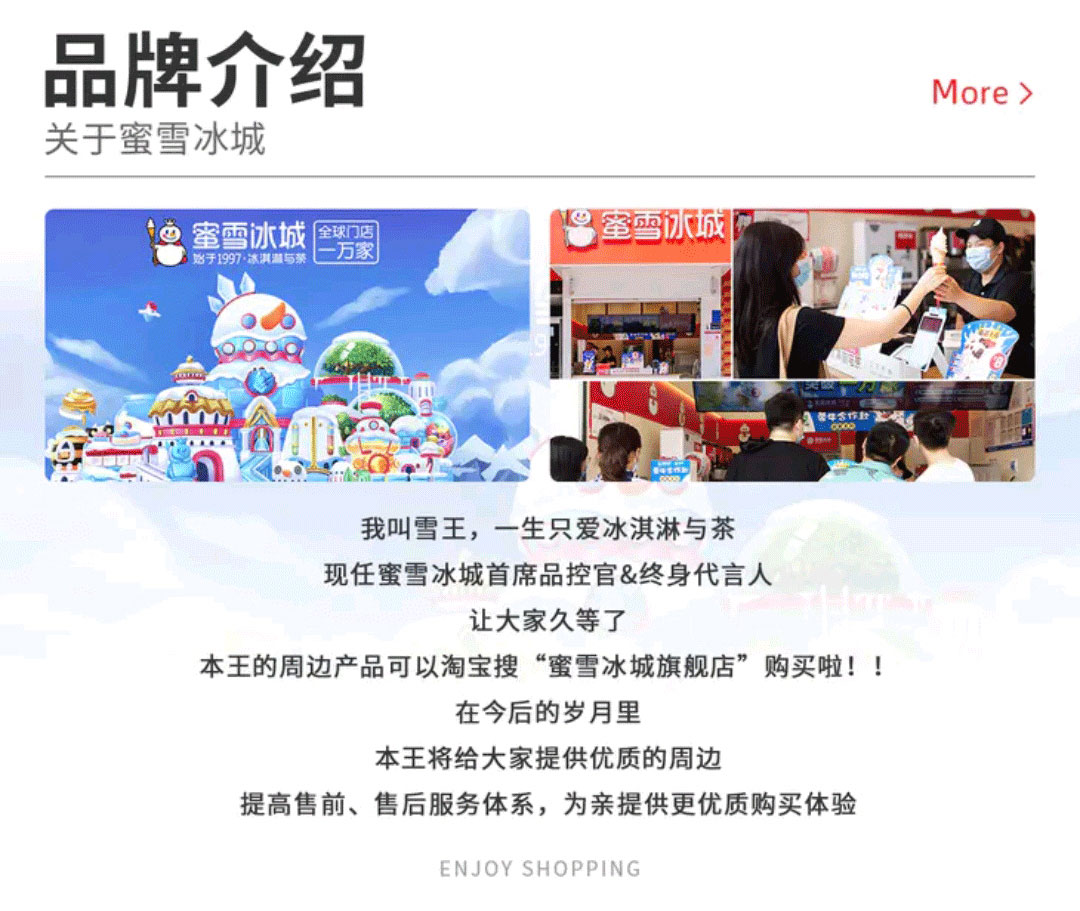 品牌介绍
关于蜜雪冰城
More >
蜜雪冰城
始于1997·冰淇淋与茶
全球门店
一万家
蜜雪冰城
我叫雪王，一生只爱冰淇淋与茶
现任蜜雪冰城首席品控官&终身代言人
让大家久等了
本王的周边产品可以淘宝搜“蜜雪冰城旗舰店”购买啦！！
在今后的岁月里
本王将给大家提供优质的周边
提高售前、售后服务体系，为亲提供更优质购买体验
ENJOY SHOPPING